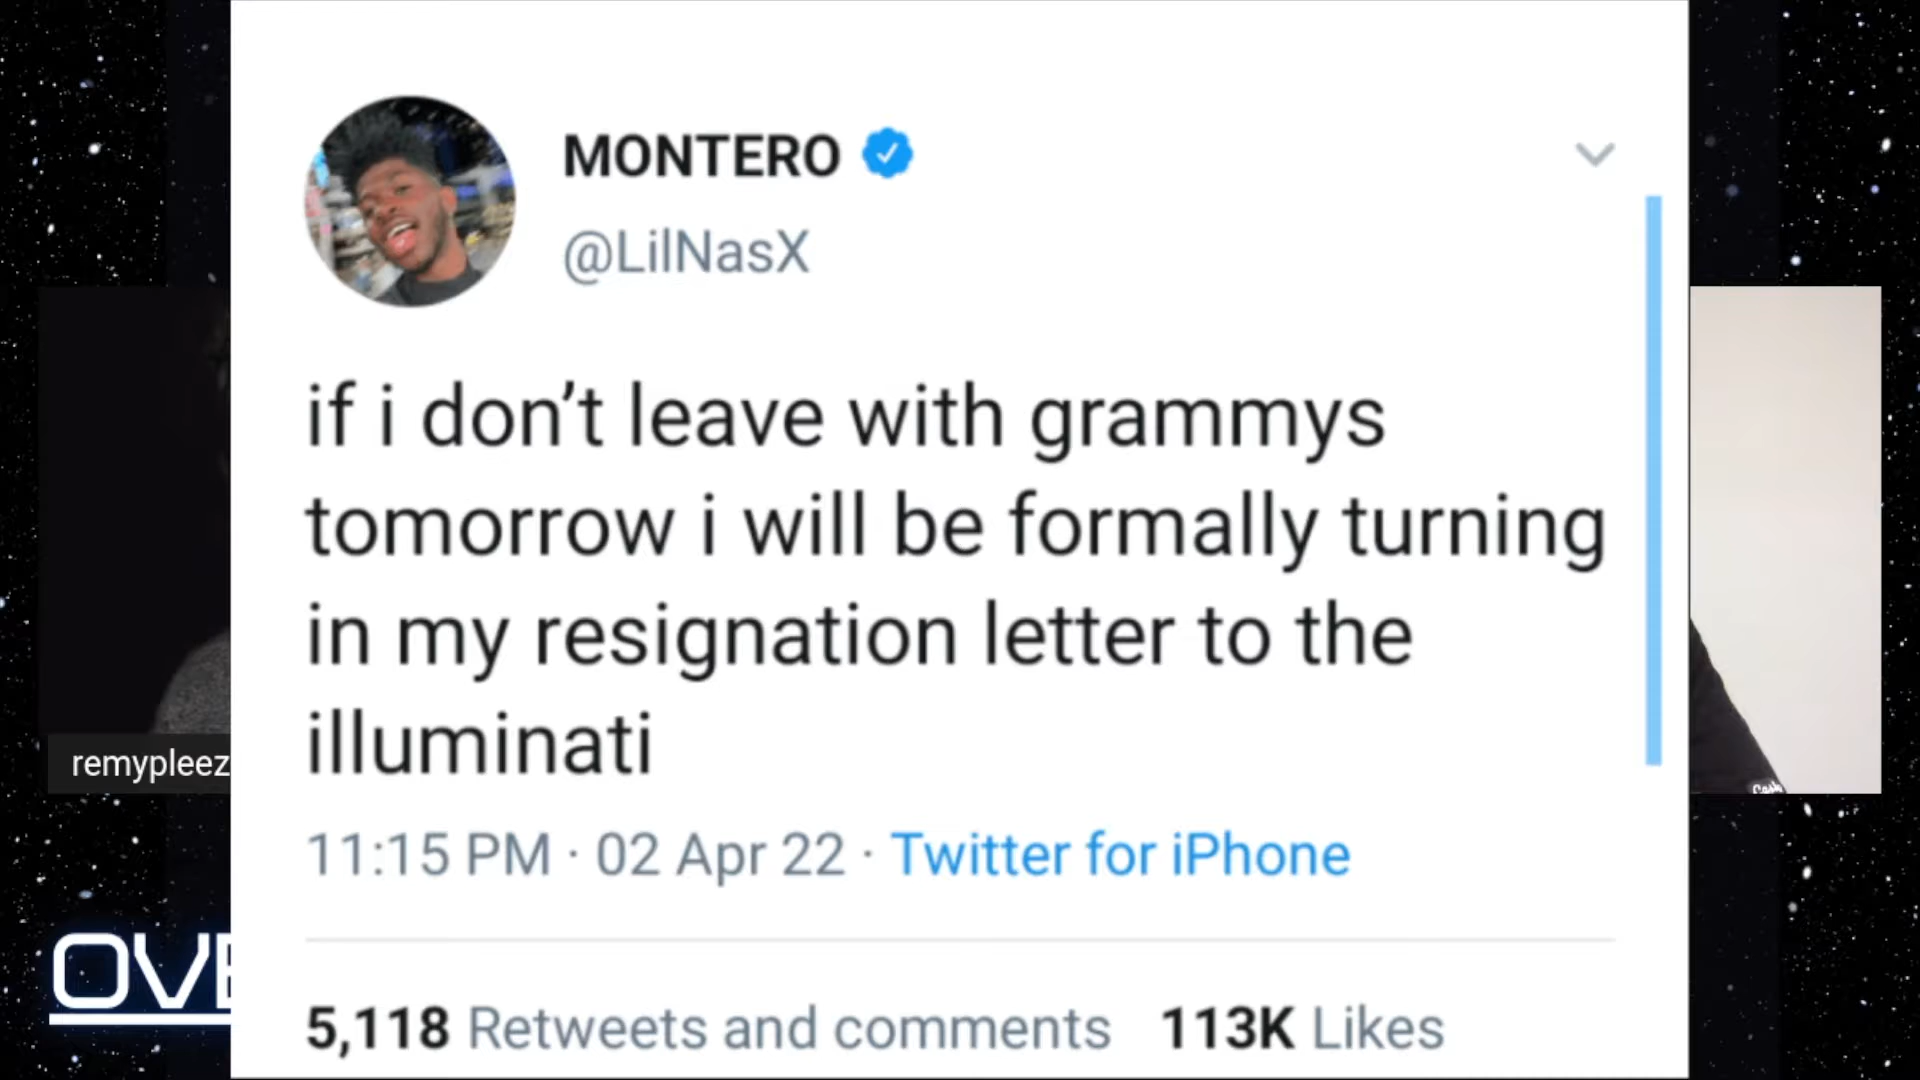 MONTERO
@LilNasX
if i don’t leave with grammys
tomorrow i will be formally turning
in my resignation letter to the
illuminati
11:15 PM · 02 Apr 22 · Twitter for iPhone
5,118 Retweets and comments 113K Likes
remypleez